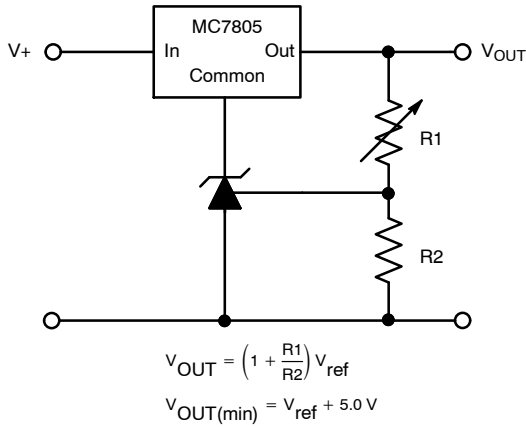 MC7805
V+ In Out VOUT
Common
R1
R2
VOUT = (1 + R1/R2) Vref
VOUT(min) = Vref + 5.0 V